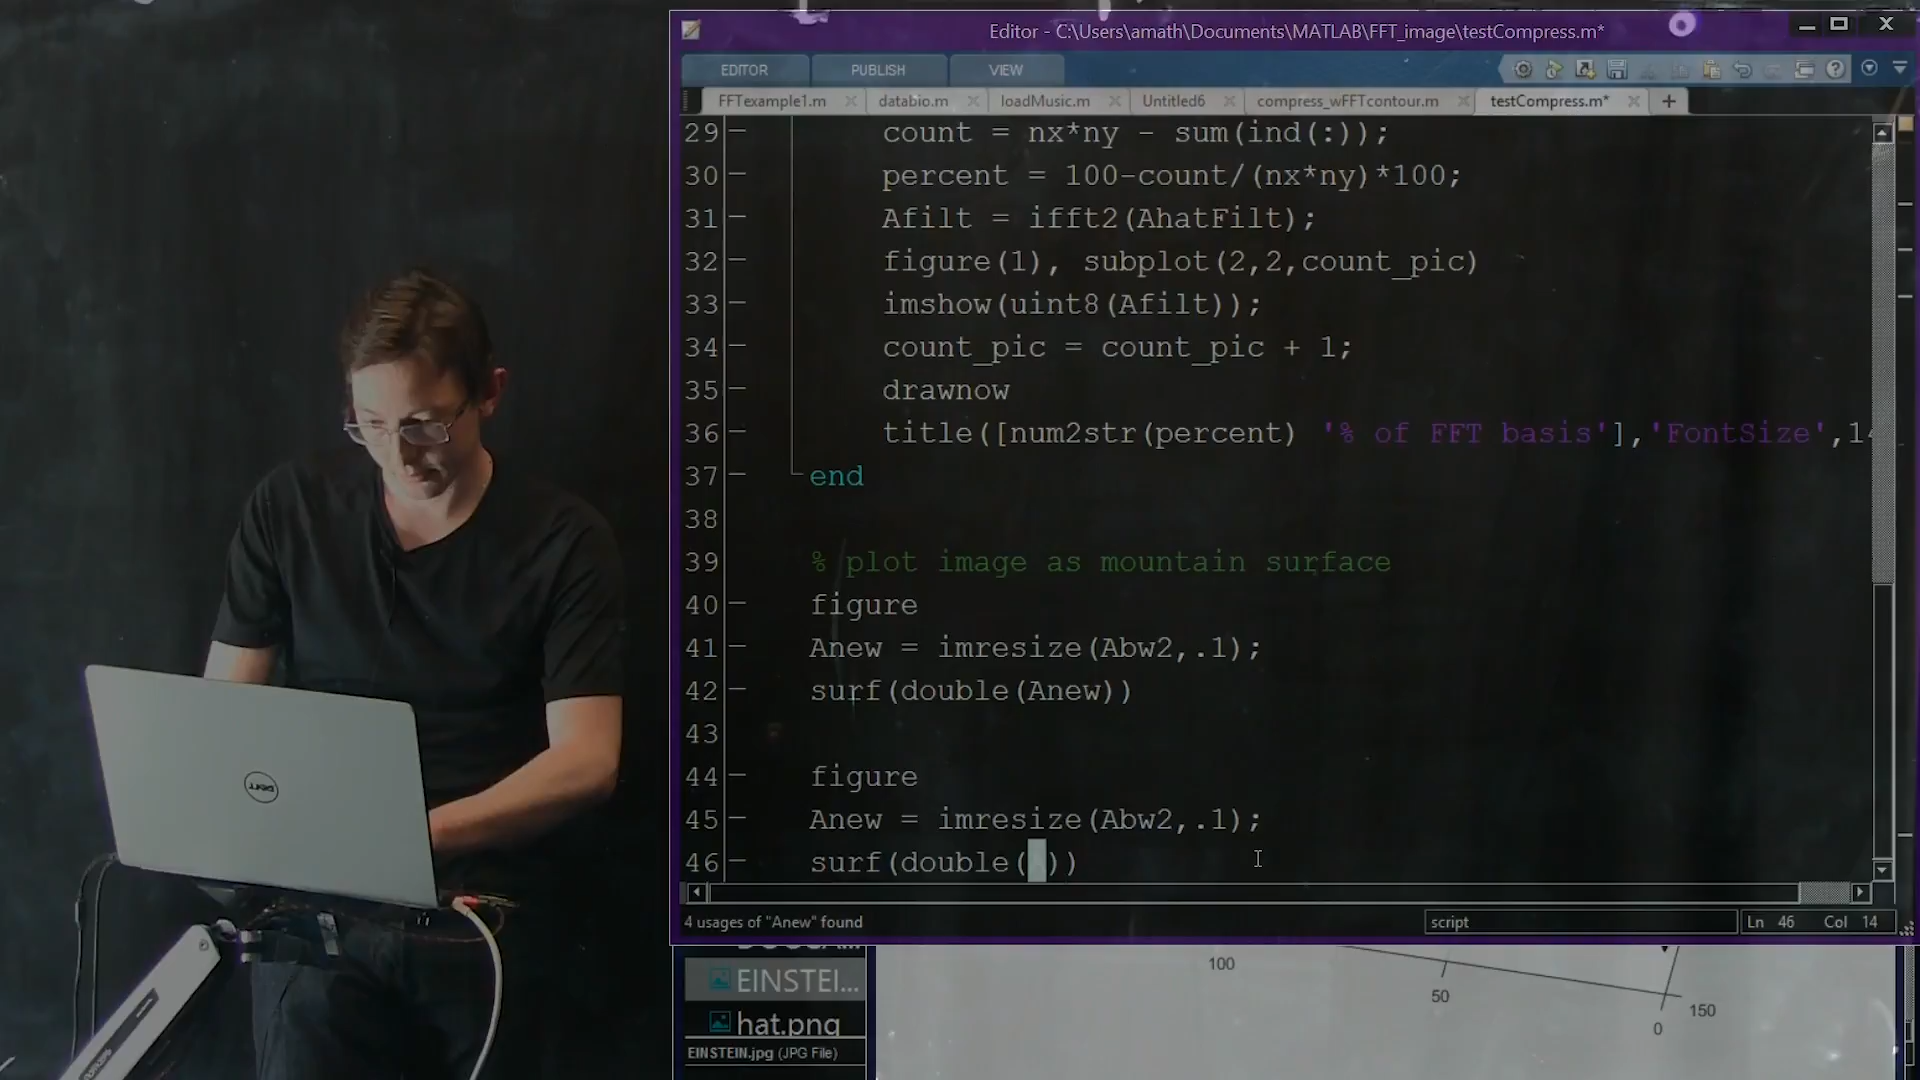 Editor - C:\Users\amath\Documents\MATLAB\FFT_image\testCompress.m*
EDITOR PUBLISH VIEW
FFTexample1.m databio.m loadMusic.m Untitled6 compress_wFFTcontour.m testCompress.m*
29 count = nx*ny - sum(ind(:));
30 percent = 100-count/(nx*ny)*100;
31 Afilt = ifft2(AhatFilt);
32 figure(1), subplot(2,2,count_pic)
33 imshow(uint8(Afilt));
34 count_pic = count_pic + 1;
35 drawnow
36 title([num2str(percent) '% of FFT basis'],'FontSize',14
37 end
38
39 % plot image as mountain surface
40 figure
41 Anew = imresize(Abw2,.1);
42 surf(double(Anew))
43
44 figure
45 Anew = imresize(Abw2,.1);
46 surf(double( ))
4 usages of "Anew" found script Ln 46 Col 14
EINSTEI...
hat.png
EINSTEIN.jpg (JPG File)
100
50
150
0
DELL